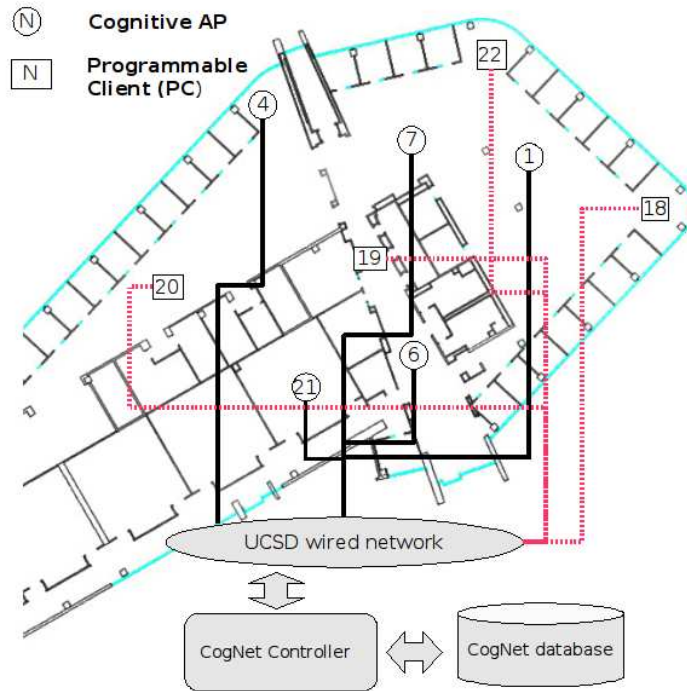 N Cognitive AP
N Programmable
Client (PC)
22
4
7
1
18
19
20
6
21
UCSD wired network
CogNet Controller
CogNet database